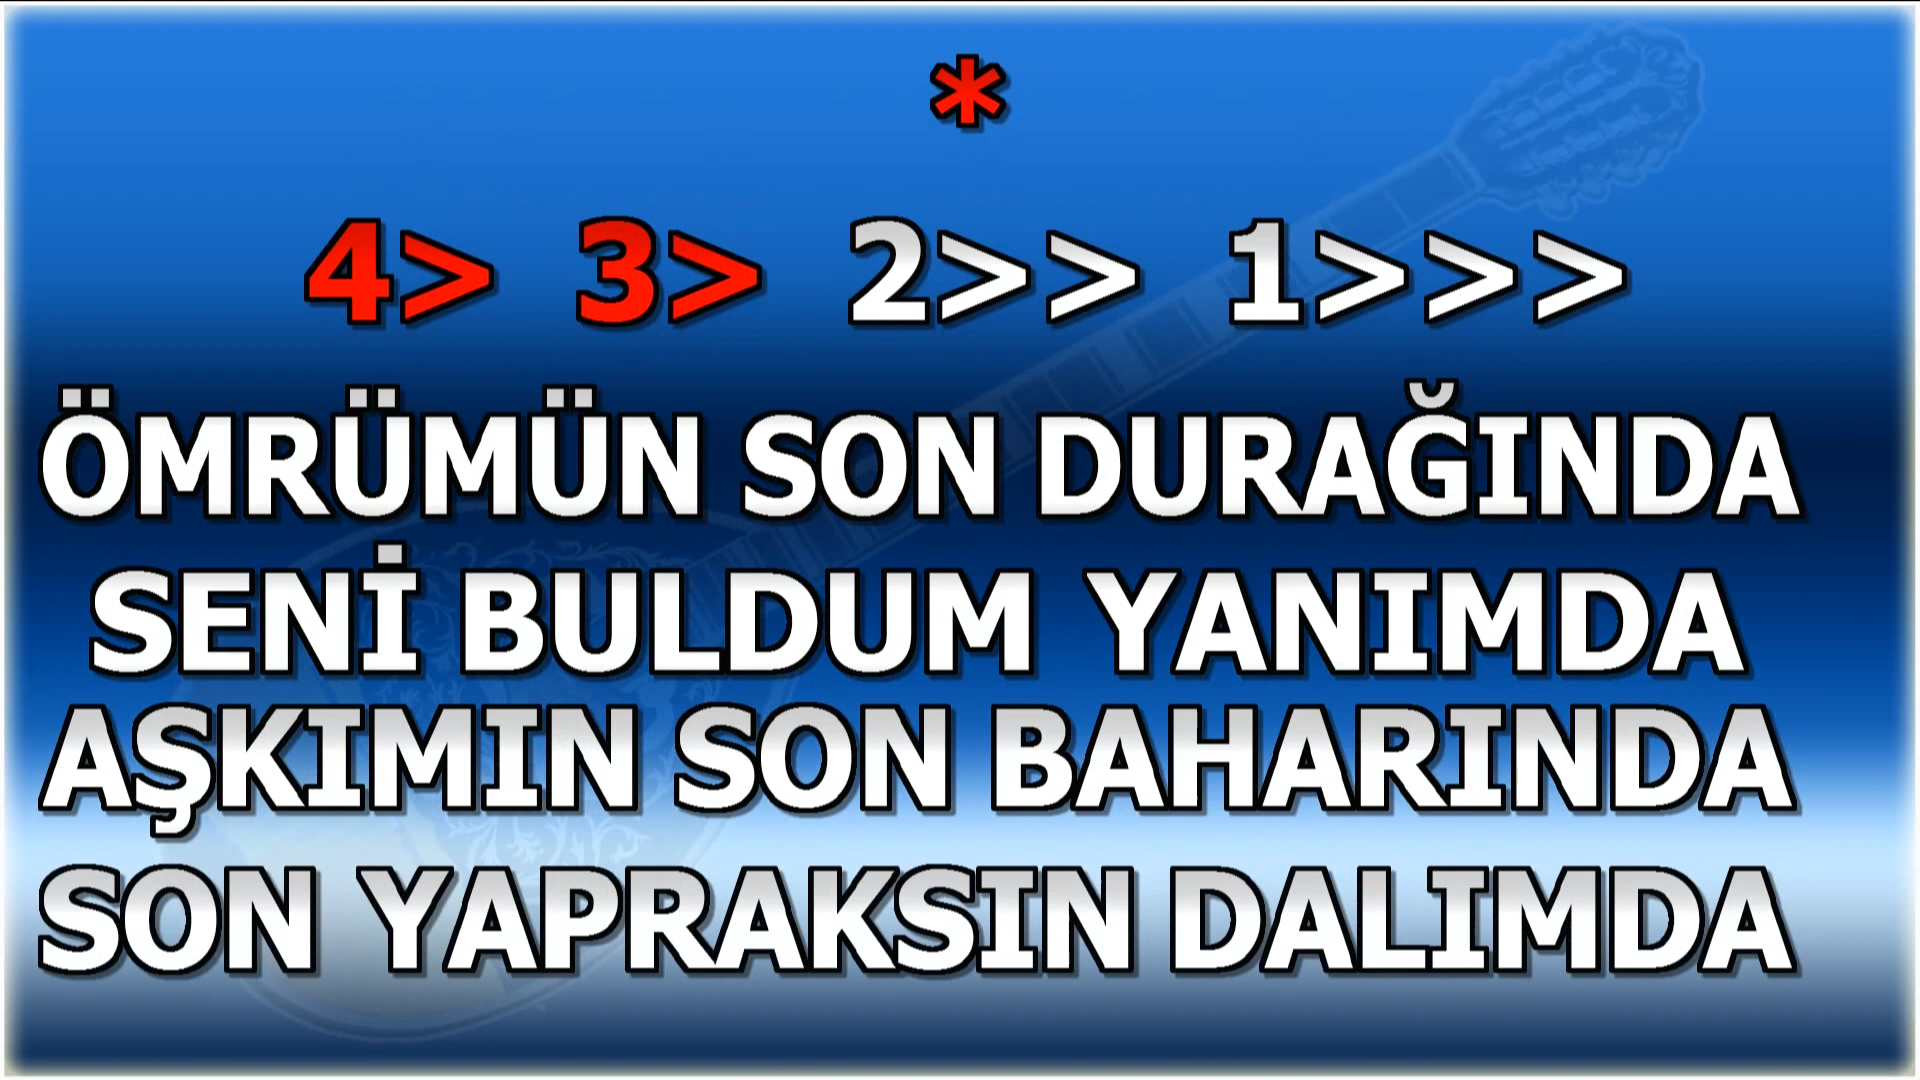 *
4> 3> 2>> 1>>>
ÖMRÜMÜN SON DURAĞINDA
SENİ BULDUM YANIMDA
AŞKIMIN SON BAHARINDA
SON YAPRAKSIN DALIMDA